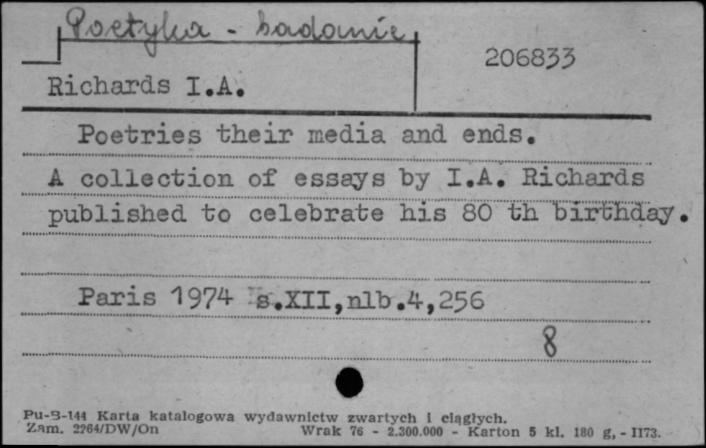 Poetyka - badanie
206833
Richards I.A.
Poetries their media and ends.
A collection of essays by I.A. Richards
published to celebrate his 80 th birthday.
Paris 1974 s.XII,nlb.4,256
8
Pu-B-144 Karta katalogowa wydawnictw zwartych i ciągłych.
Zam. 2264/DW/On Wrak 76 - 2.300.000 - Karton 5 kl. 180 g, - II73.